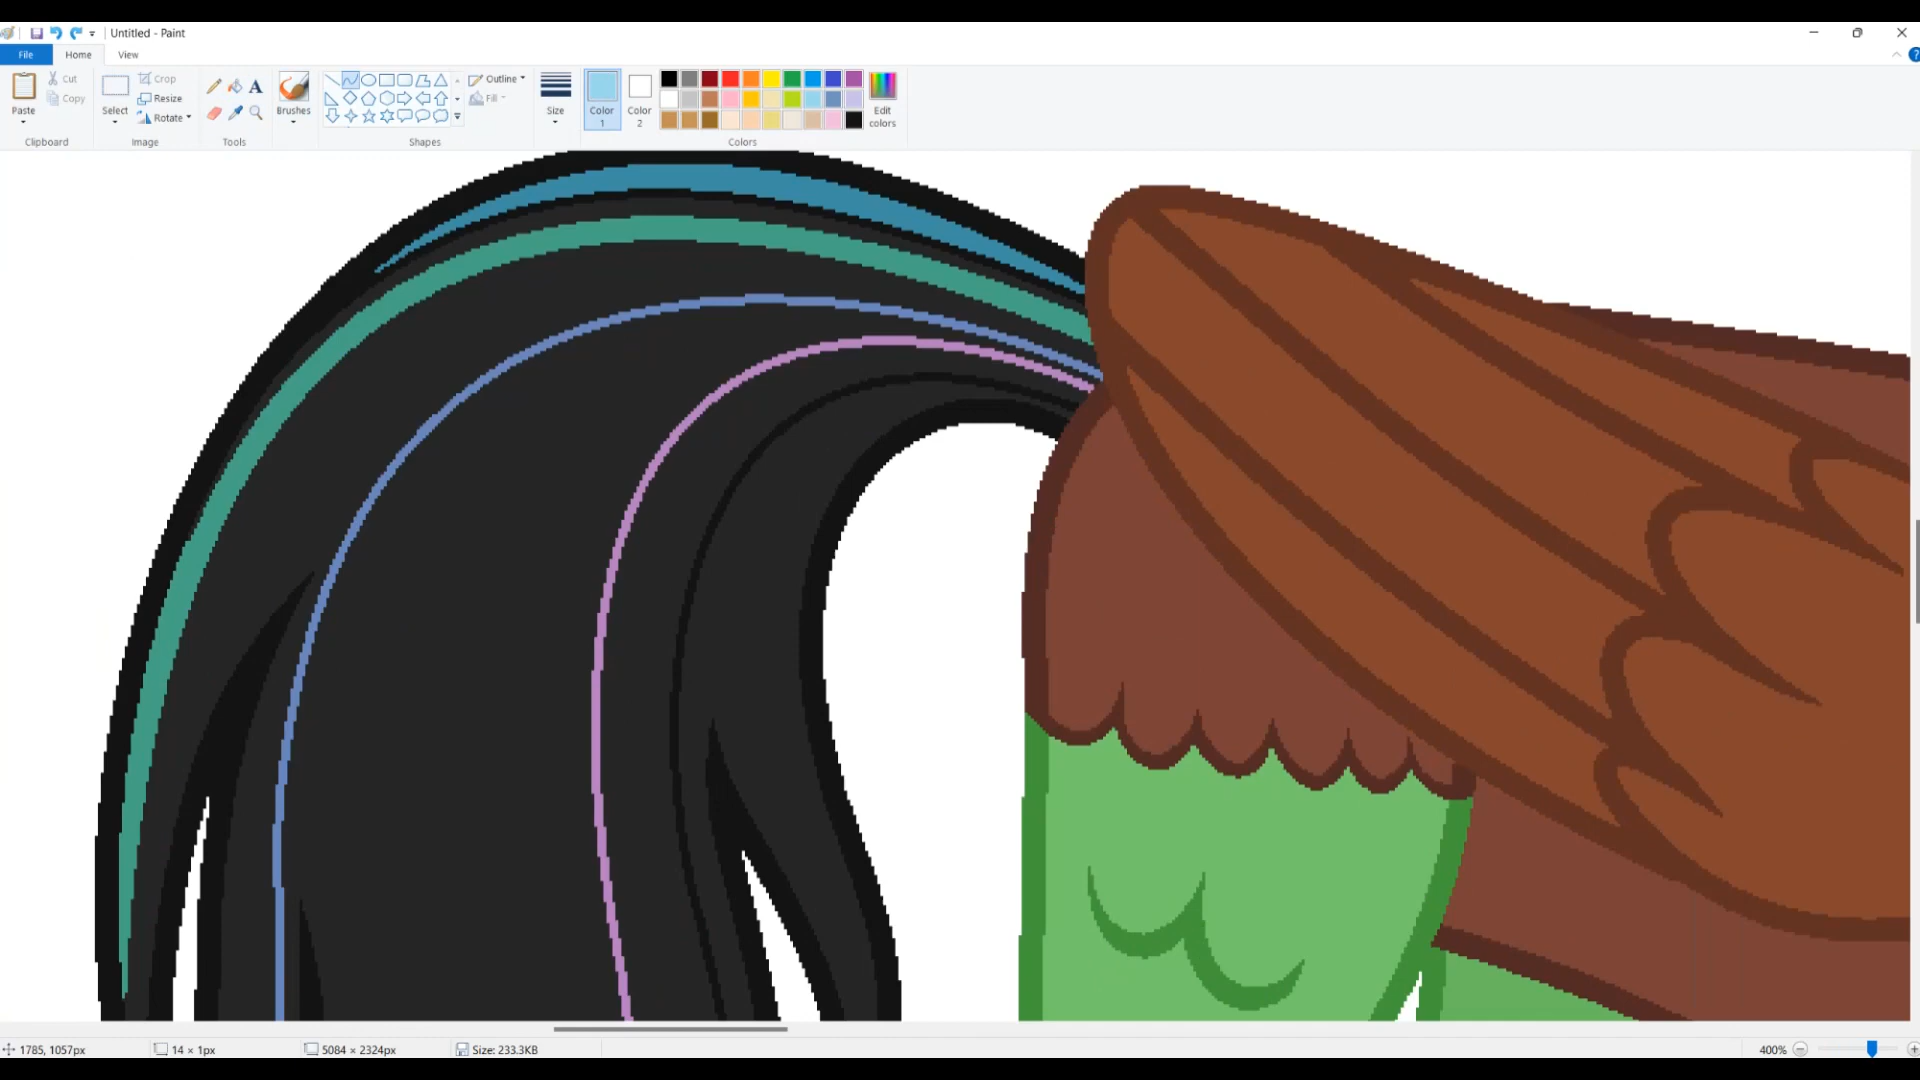 Untitled - Paint
File Home View
Paste
Cut
Copy
Clipboard
Select
Crop
Resize
Rotate
Image
A
Tools
Brushes
Shapes
Outline
Fill
Size
Color 1
Color 2
Edit colors
Colors
1785, 1057px
14 × 1px
5084 × 2324px
Size: 233.3KB
400%